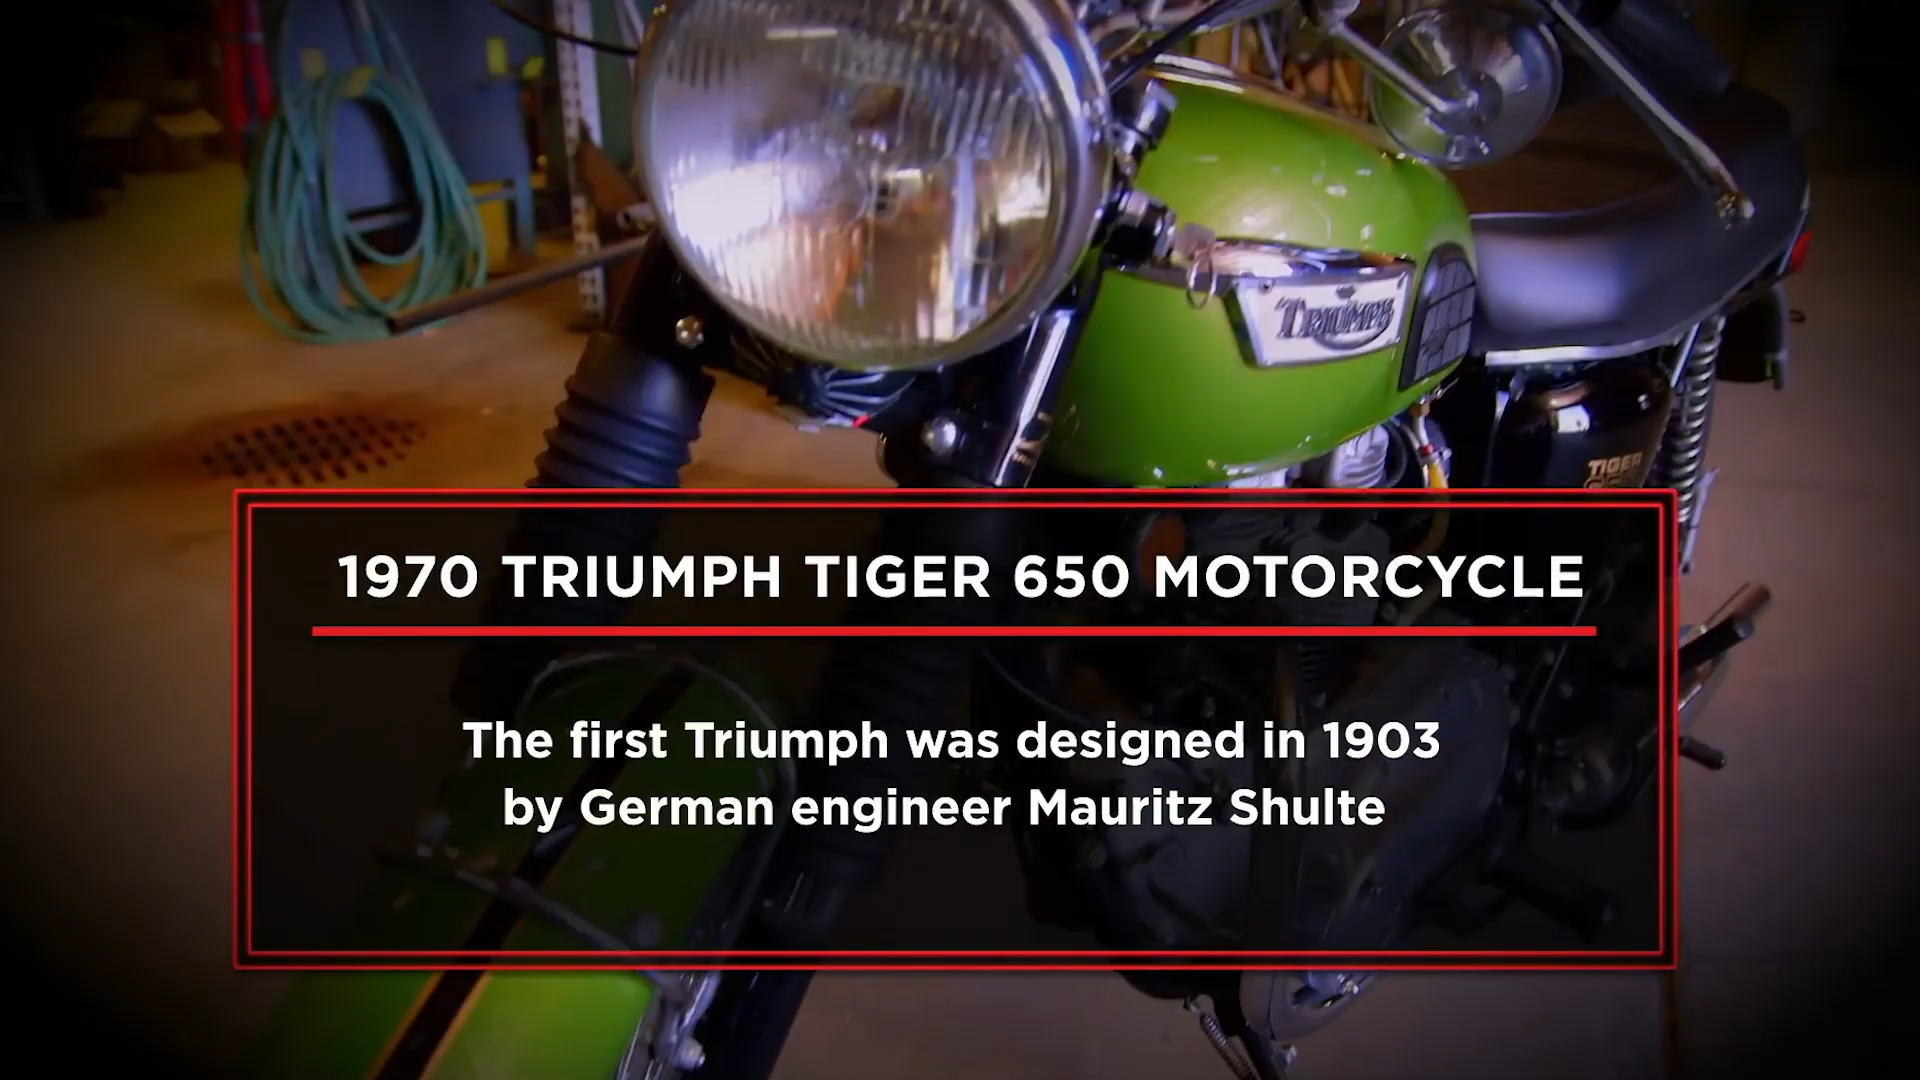 TRIUMPH
TIGER
1970 TRIUMPH TIGER 650 MOTORCYCLE
The first Triumph was designed in 1903
by German engineer Mauritz Shulte